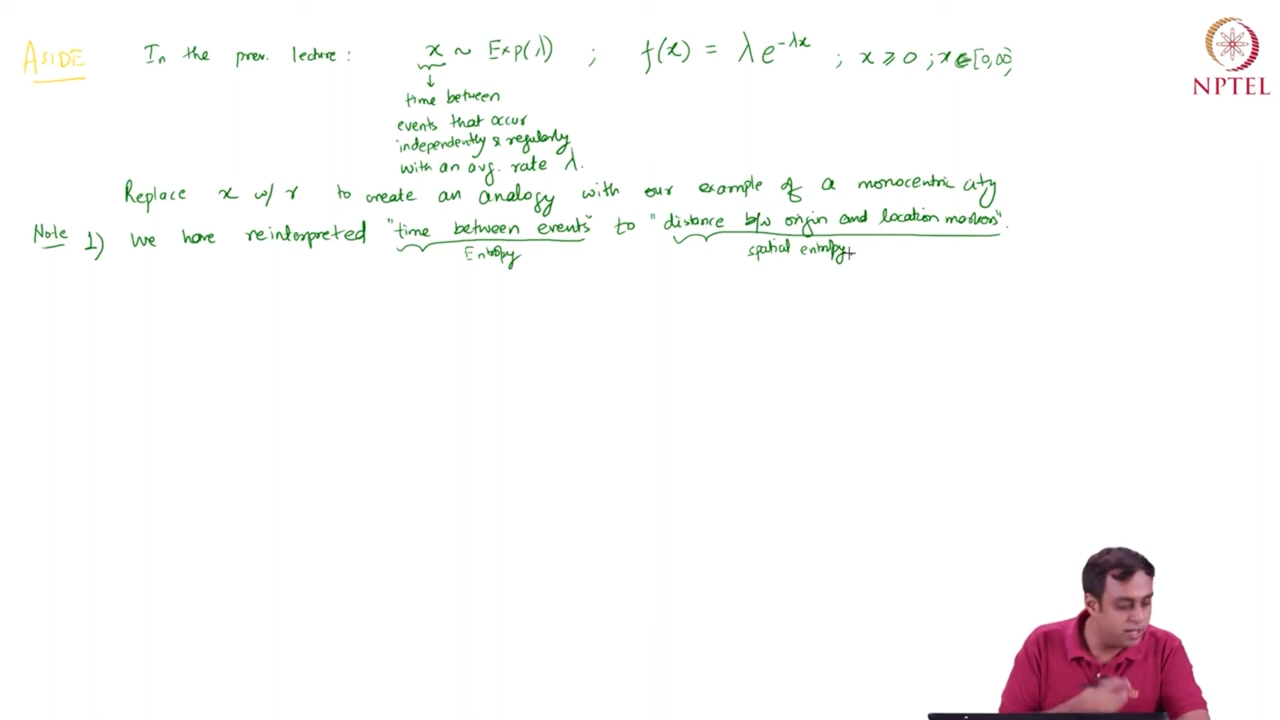 ASIDE In the prev. lecture: x ~ Exp(λ) ; f(x) = λe^{-λx} ; x ≥ 0 ; x ∈ [0,∞)
NPTEL
time between
events that occur
independently & regularly
with an avg. rate λ.
Replace x w/ r to create an analogy with our example of a monocentric city
Note 1) We have reinterpreted "time between events" to "distance b/w origin and location".
Entropy spatial entropy